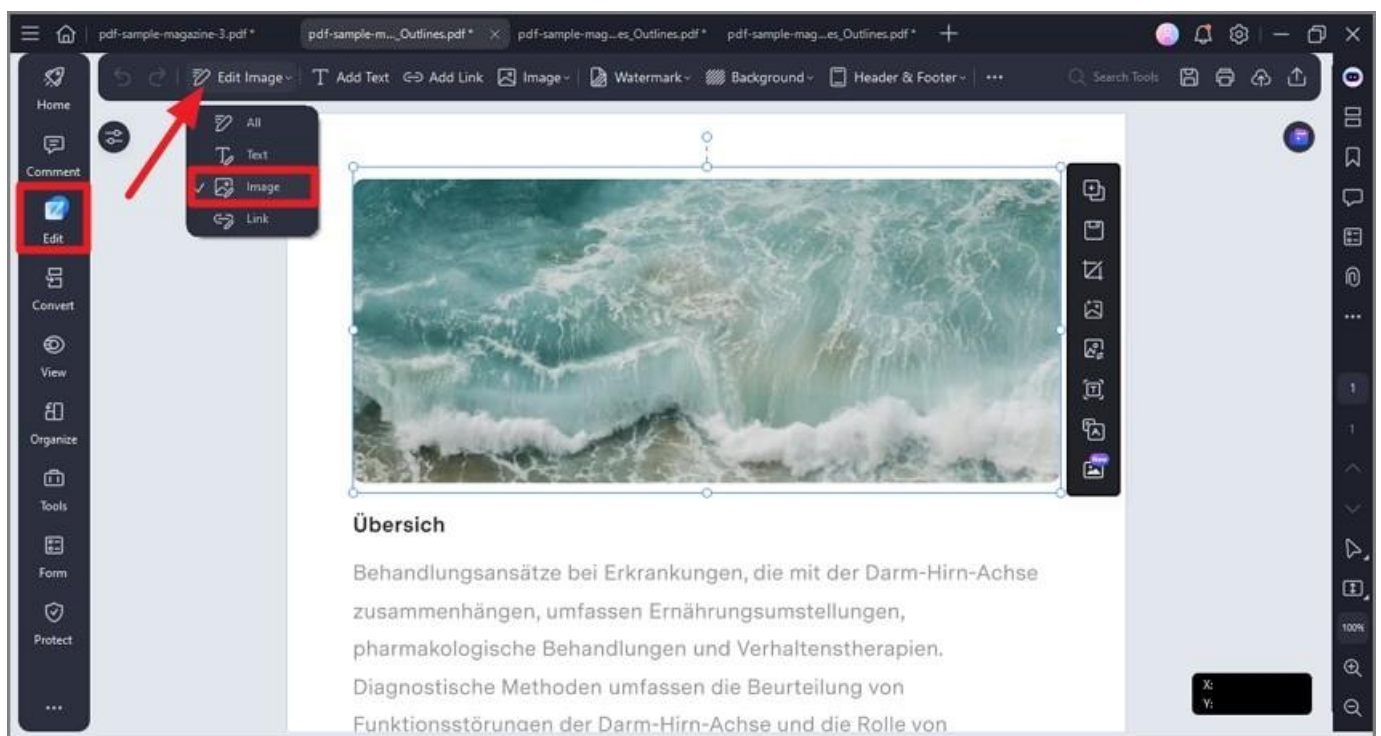 pdf-sample-magazine-3.pdf *
pdf-sample-m..._Outlines.pdf *
pdf-sample-mag...es_Outlines.pdf *
pdf-sample-mag...es_Outlines.pdf *
Home
Comment
Edit
Convert
View
Organize
Tools
Form
Protect
Edit Image
Add Text
Add Link
Image
Watermark
Background
Header & Footer
Search Tools
All
Text
Image
Link
New
Übersich
Behandlungsansätze bei Erkrankungen, die mit der Darm-Hirn-Achse
zusammenhängen, umfassen Ernährungsumstellungen,
pharmakologische Behandlungen und Verhaltenstherapien.
Diagnostische Methoden umfassen die Beurteilung von
Funktionsstörungen der Darm-Hirn-Achse und die Rolle von
1
1
100%
X:
Y: